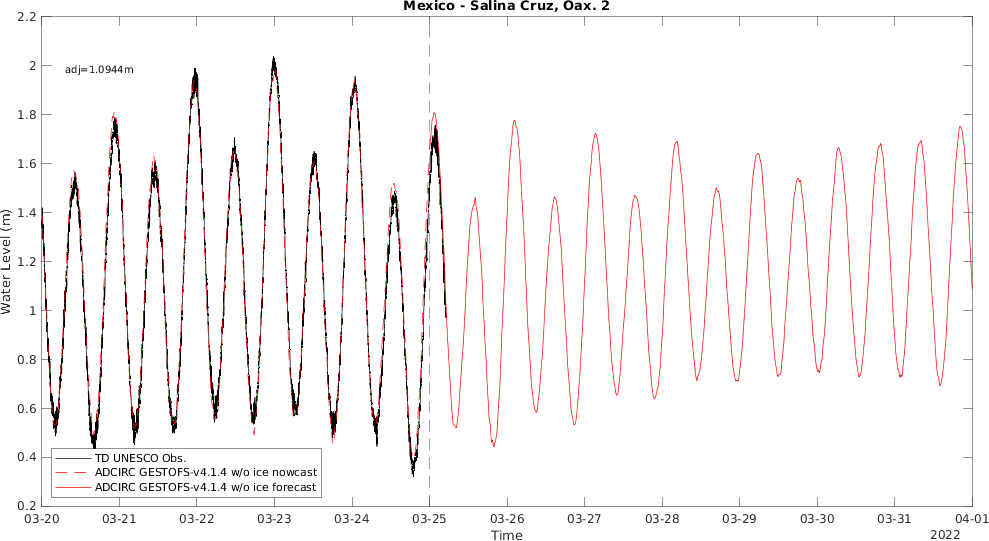 Mexico - Salina Cruz, Oax. 2
2.2
2
1.8
1.6
1.4
1.2
1
0.8
0.6
0.4
0.2
Water Level (m)
adj=1.0944m
TD UNESCO Obs.
ADCIRC GESTOFS-v4.1.4 w/o ice nowcast
ADCIRC GESTOFS-v4.1.4 w/o ice forecast
03-20 03-21 03-22 03-23 03-24 03-25 03-26 03-27 03-28 03-29 03-30 03-31 04-01
Time
2022